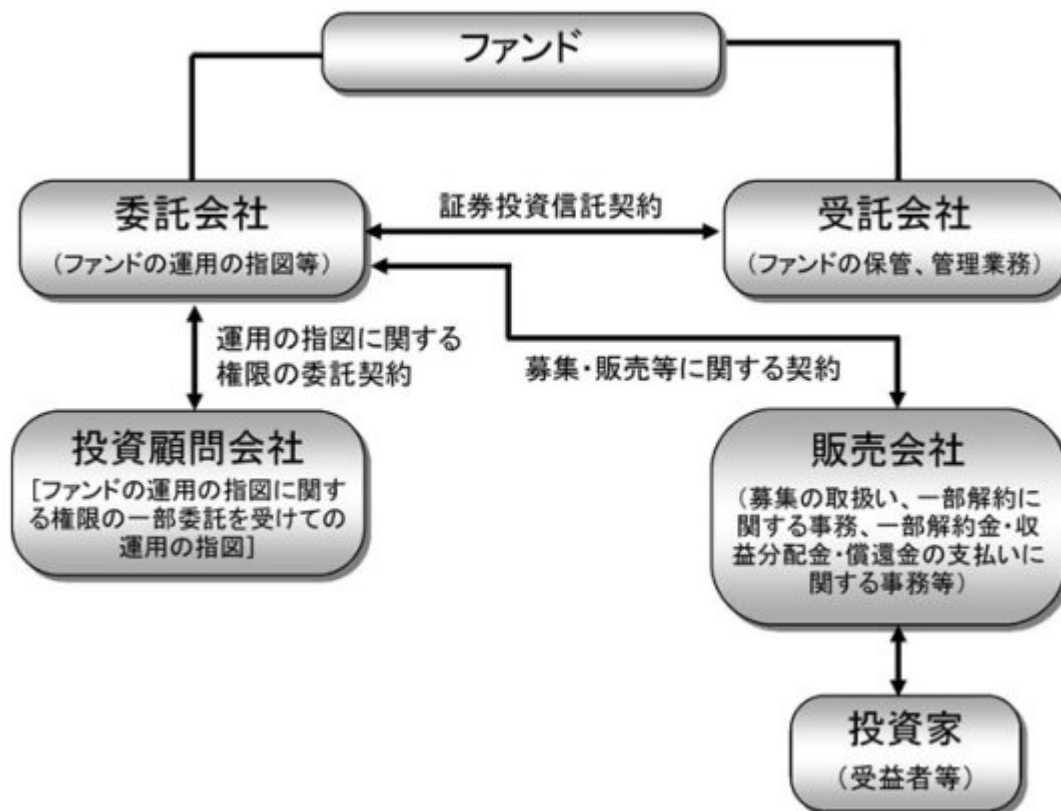 ファンド
委託会社
（ファンドの運用の指図等）
証券投資信託契約
受託会社
（ファンドの保管、管理業務）
運用の指図に関する
権限の委託契約
募集・販売等に関する契約
投資顧問会社
［ファンドの運用の指図に関す
る権限の一部委託を受けての
運用の指図］
販売会社
（募集の取扱い、一部解約に
関する事務、一部解約金・収
益分配金・償還金の支払いに
関する事務等）
投資家
（受益者等）